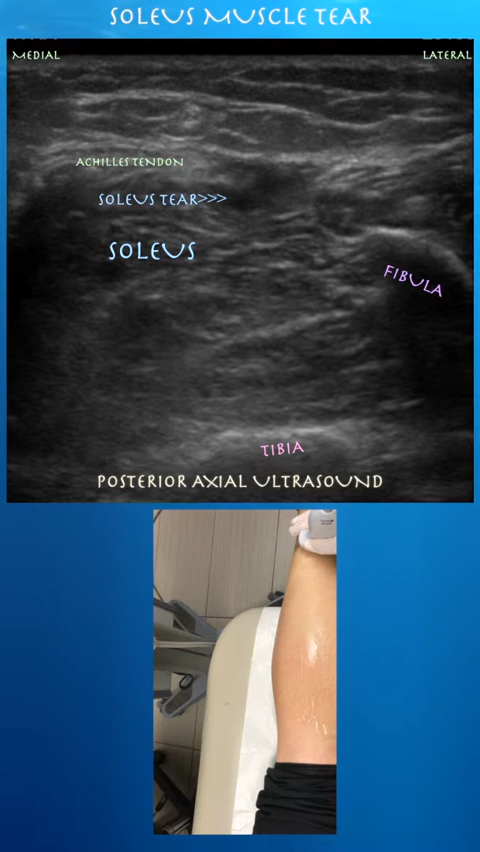 SOLEUS MUSCLE TEAR
MEDIAL
LATERAL
ACHILLES TENDON
SOLEUS TEAR>>>
SOLEUS
FIBULA
TIBIA
POSTERIOR AXIAL ULTRASOUND